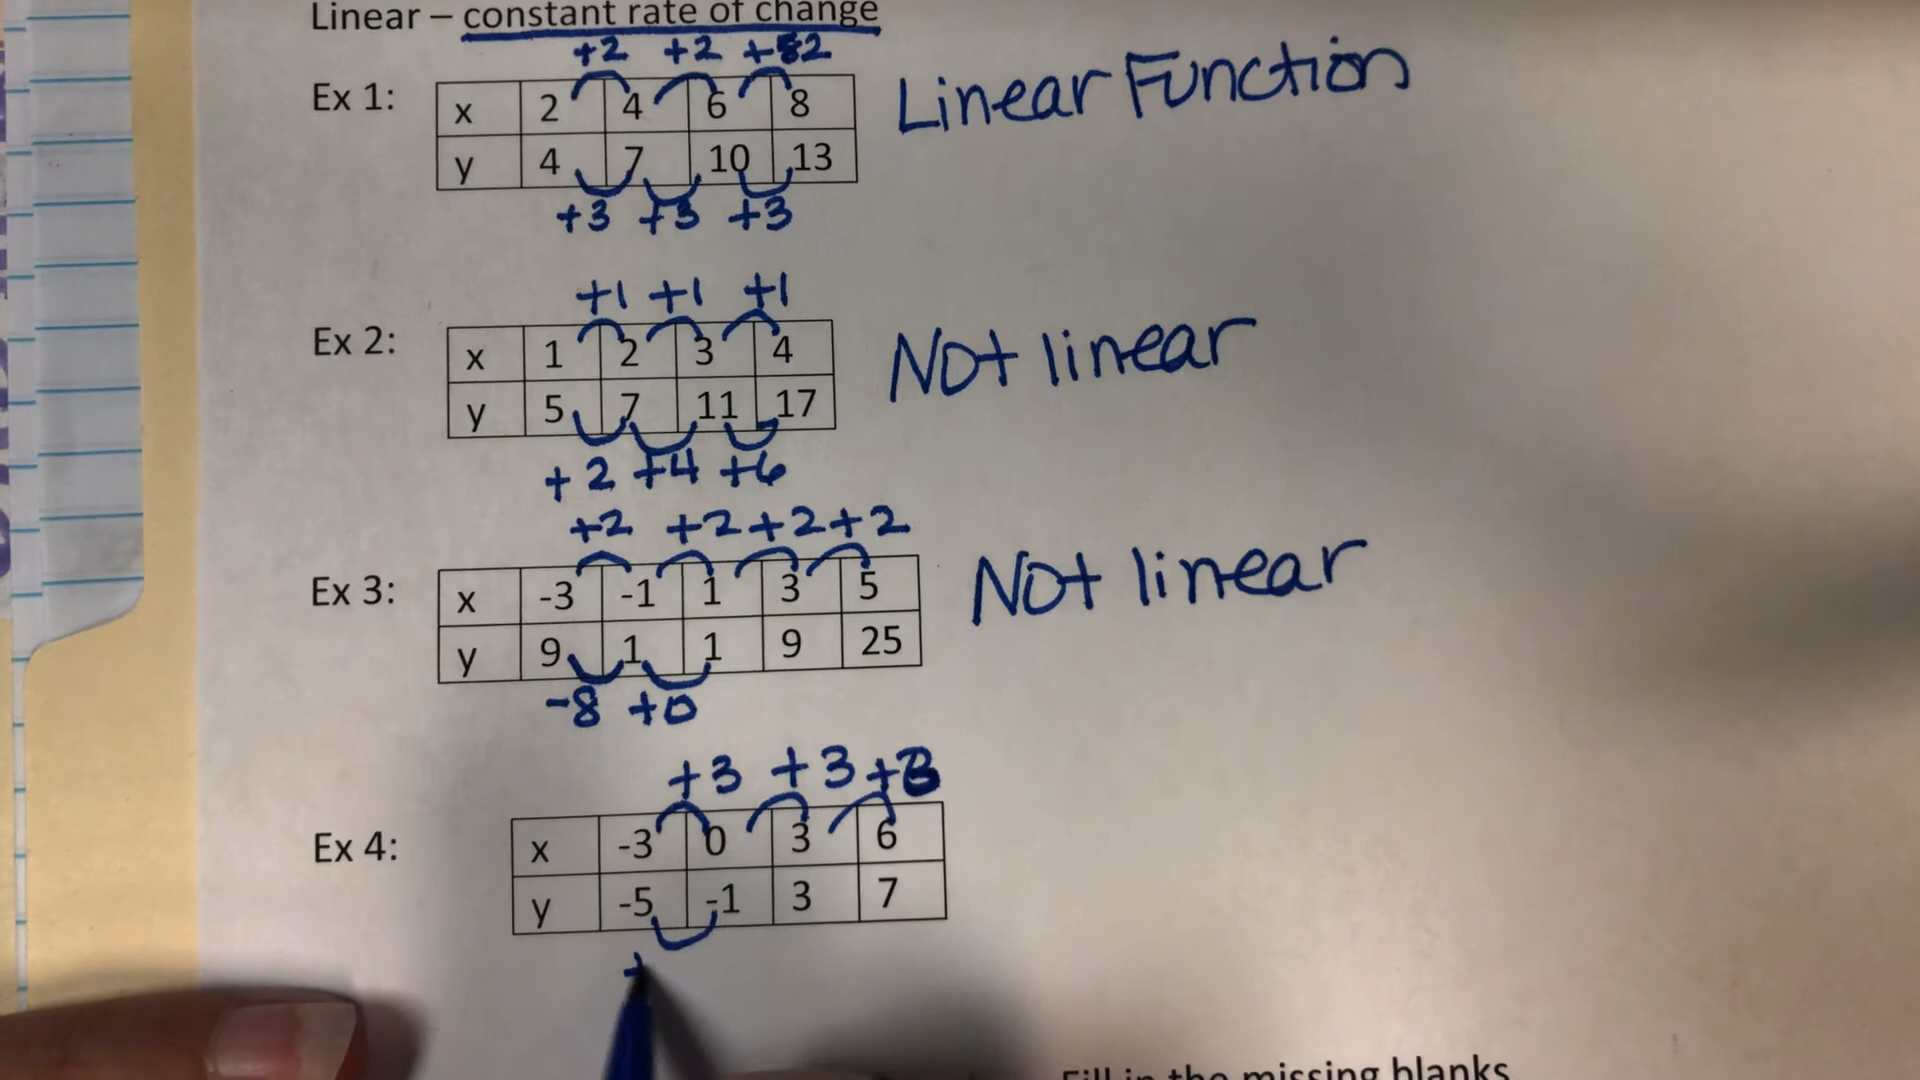 Linear – constant rate of change
+2 +2 +2
Ex 1: x 2 4 6 8 Linear Function
y 4 7 10 13
+3 +3 +3
+1 +1 +1
Ex 2: x 1 2 3 4 Not linear
y 5 7 11 17
+2 +4 +6
+2 +2 +2 +2
Ex 3: x -3 -1 1 3 5 Not linear
y 9 1 1 9 25
-8 +0
+3 +3 +3
Ex 4: x -3 0 3 6
y -5 -1 3 7
+
Fill in the missing blanks